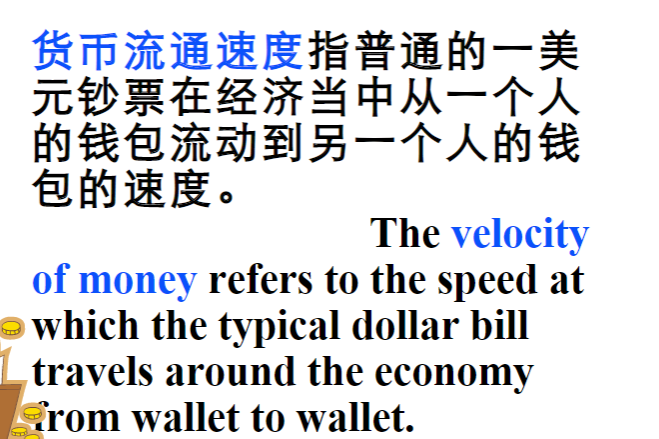 货币流通速度指普通的一美
元钞票在经济当中从一个人
的钱包流动到另一个人的钱
包的速度。
The velocity
of money refers to the speed at
which the typical dollar bill
travels around the economy
from wallet to wallet.